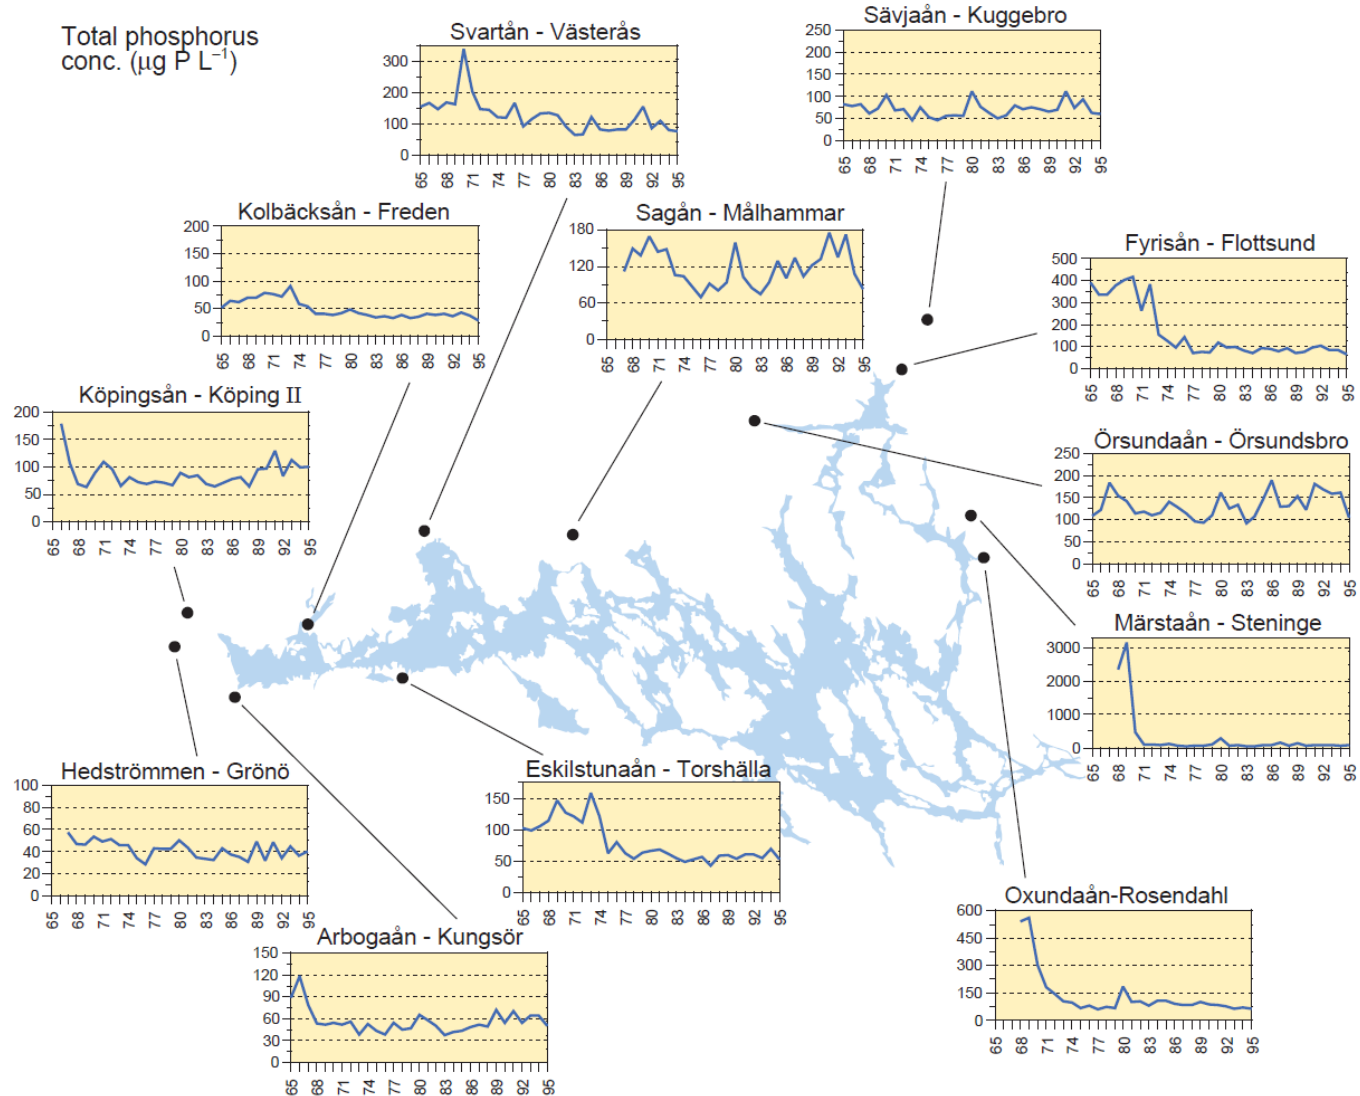 Total phosphorus
conc. (μg P L⁻¹)
Svartån - Västerås
300
200
100
0
65 68 71 74 77 80 83 86 89 92 95
Sävjaån - Kuggebro
250
200
150
100
50
0
65 68 71 74 77 80 83 86 89 92 95
Kolbäcksån - Freden
200
150
100
50
0
65 68 71 74 77 80 83 86 89 92 95
Sagån - Målhammar
180
120
60
0
65 68 71 74 77 80 83 86 89 92 95
Fyrisån - Flottsund
500
400
300
200
100
0
65 68 71 74 77 80 83 86 89 92 95
Köpingsån - Köping II
200
150
100
50
0
65 68 71 74 77 80 83 86 89 92 95
Örsundaån - Örsundsbro
250
200
150
100
50
0
65 68 71 74 77 80 83 86 89 92 95
Märstaån - Steninge
3000
2000
1000
0
65 68 71 74 77 80 83 86 89 92 95
Hedströmmen - Grönö
100
80
60
40
20
0
65 68 71 74 77 80 83 86 89 92 95
Eskilstunaån - Torshälla
150
100
50
0
65 68 71 74 77 80 83 86 89 92 95
Oxundaån-Rosendahl
600
450
300
150
0
65 68 71 74 77 80 83 86 89 92 95
Arbogaån - Kungsör
150
120
90
60
30
0
65 68 71 74 77 80 83 86 89 92 95